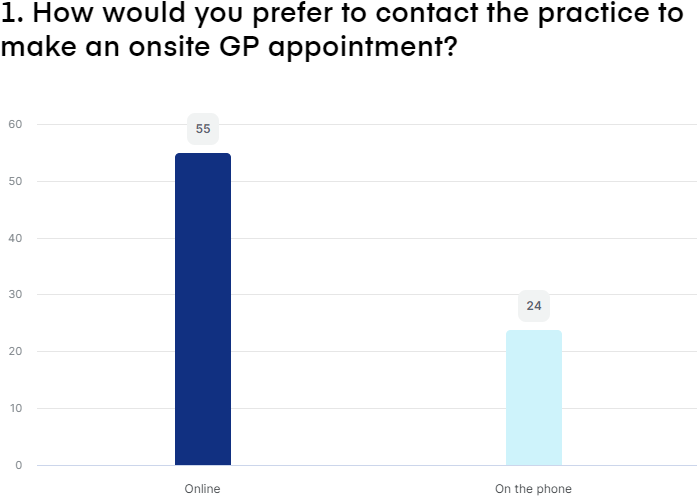 1. How would you prefer to contact the practice to
make an onsite GP appointment?
60
55
50
40
30
24
20
10
0
Online
On the phone